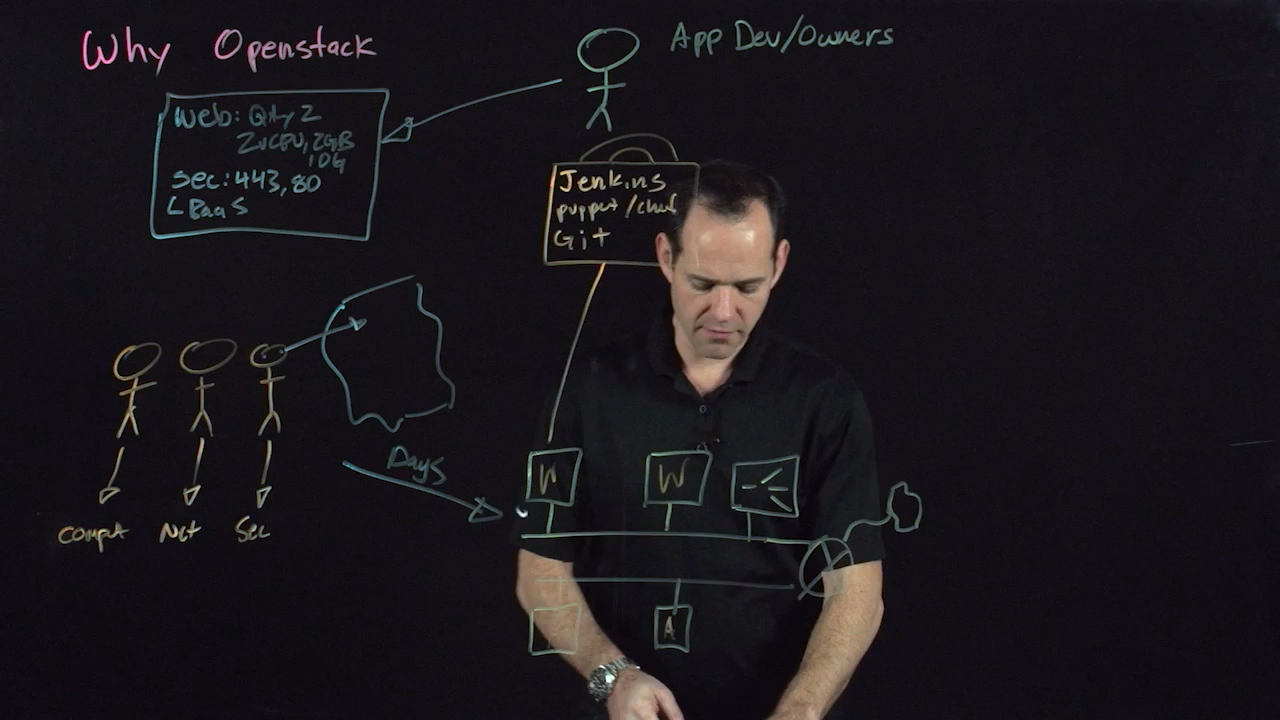 Why Openstack
App Dev/Owners
Web: Qty 2
2vCPU, 2GB
10G
Sec: 443, 80
LBaaS
Jenkins
puppet/chef
Git
Days
W
W
A
Net
Sec